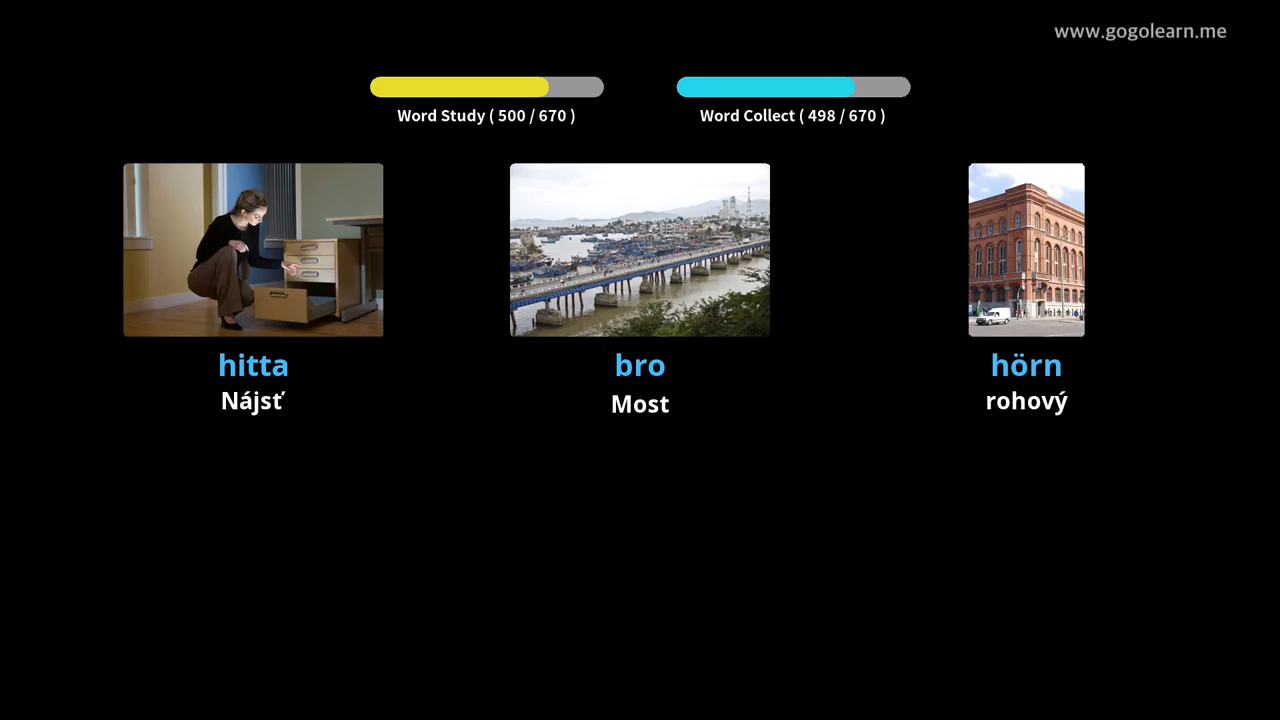 www.gogolearn.me
Word Study ( 500 / 670 )
Word Collect ( 498 / 670 )
hitta
Nájsť
bro
Most
hörn
rohový